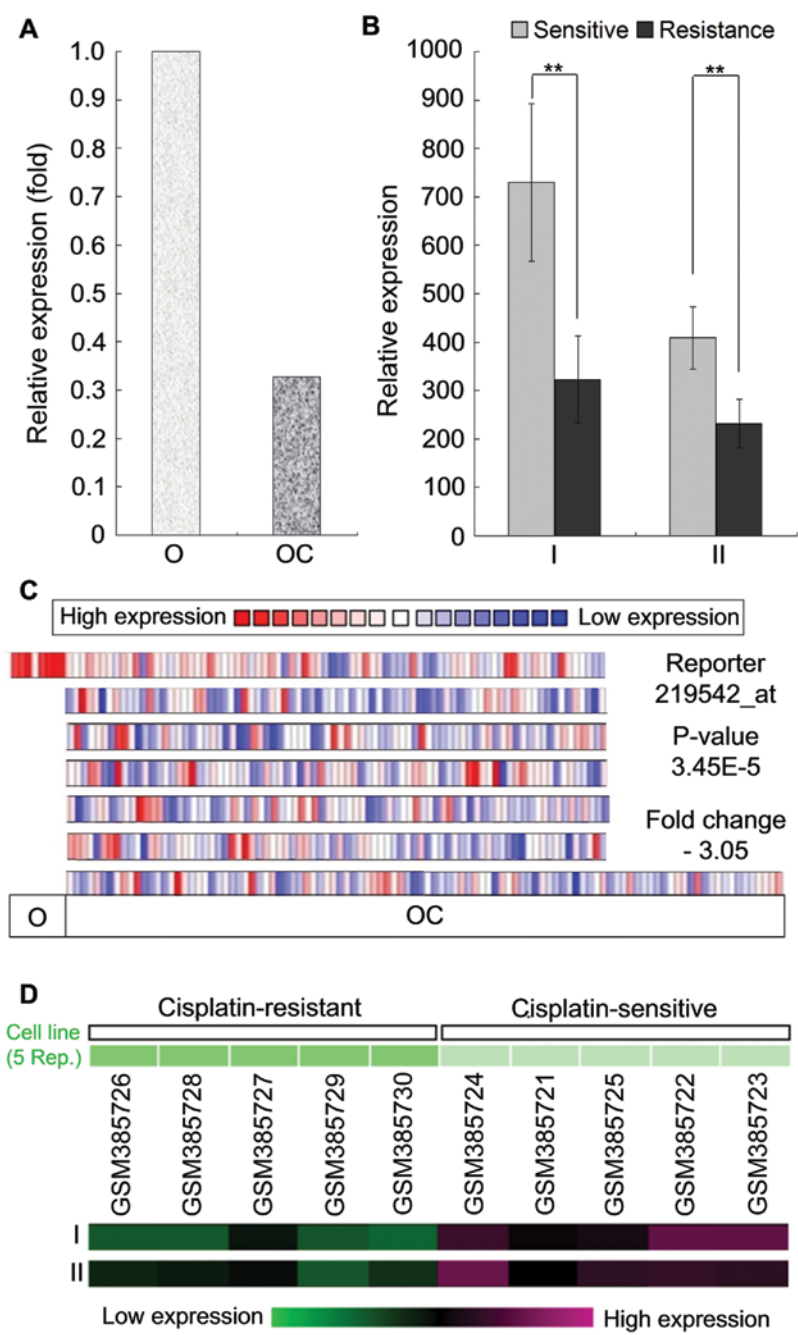 A
Relative expression (fold)
1.0
0.9
0.8
0.7
0.6
0.5
0.4
0.3
0.2
0.1
0
O
OC
B
Sensitive
Resistance
Relative expression
1000
900
800
700
600
500
400
300
200
100
0
**
**
I
II
C
High expression
Low expression
Reporter
219542_at
P-value
3.45E-5
Fold change
- 3.05
O
OC
D
Cisplatin-resistant
Cisplatin-sensitive
Cell line
(5 Rep.)
GSM385726
GSM385728
GSM385727
GSM385729
GSM385730
GSM385724
GSM385721
GSM385725
GSM385722
GSM385723
I
II
Low expression
High expression